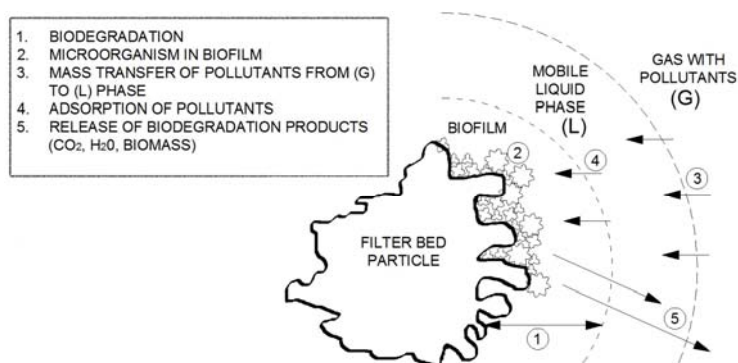 1. BIODEGRADATION
2. MICROORGANISM IN BIOFILM
3. MASS TRANSFER OF POLLUTANTS FROM (G)
TO (L) PHASE
4. ADSORPTION OF POLLUTANTS
5. RELEASE OF BIODEGRADATION PRODUCTS
(CO₂, H₂0, BIOMASS)
GAS WITH
POLLUTANTS
(G)
MOBILE
LIQUID
PHASE
(L)
BIOFILM
2
4
3
FILTER BED
PARTICLE
5
1